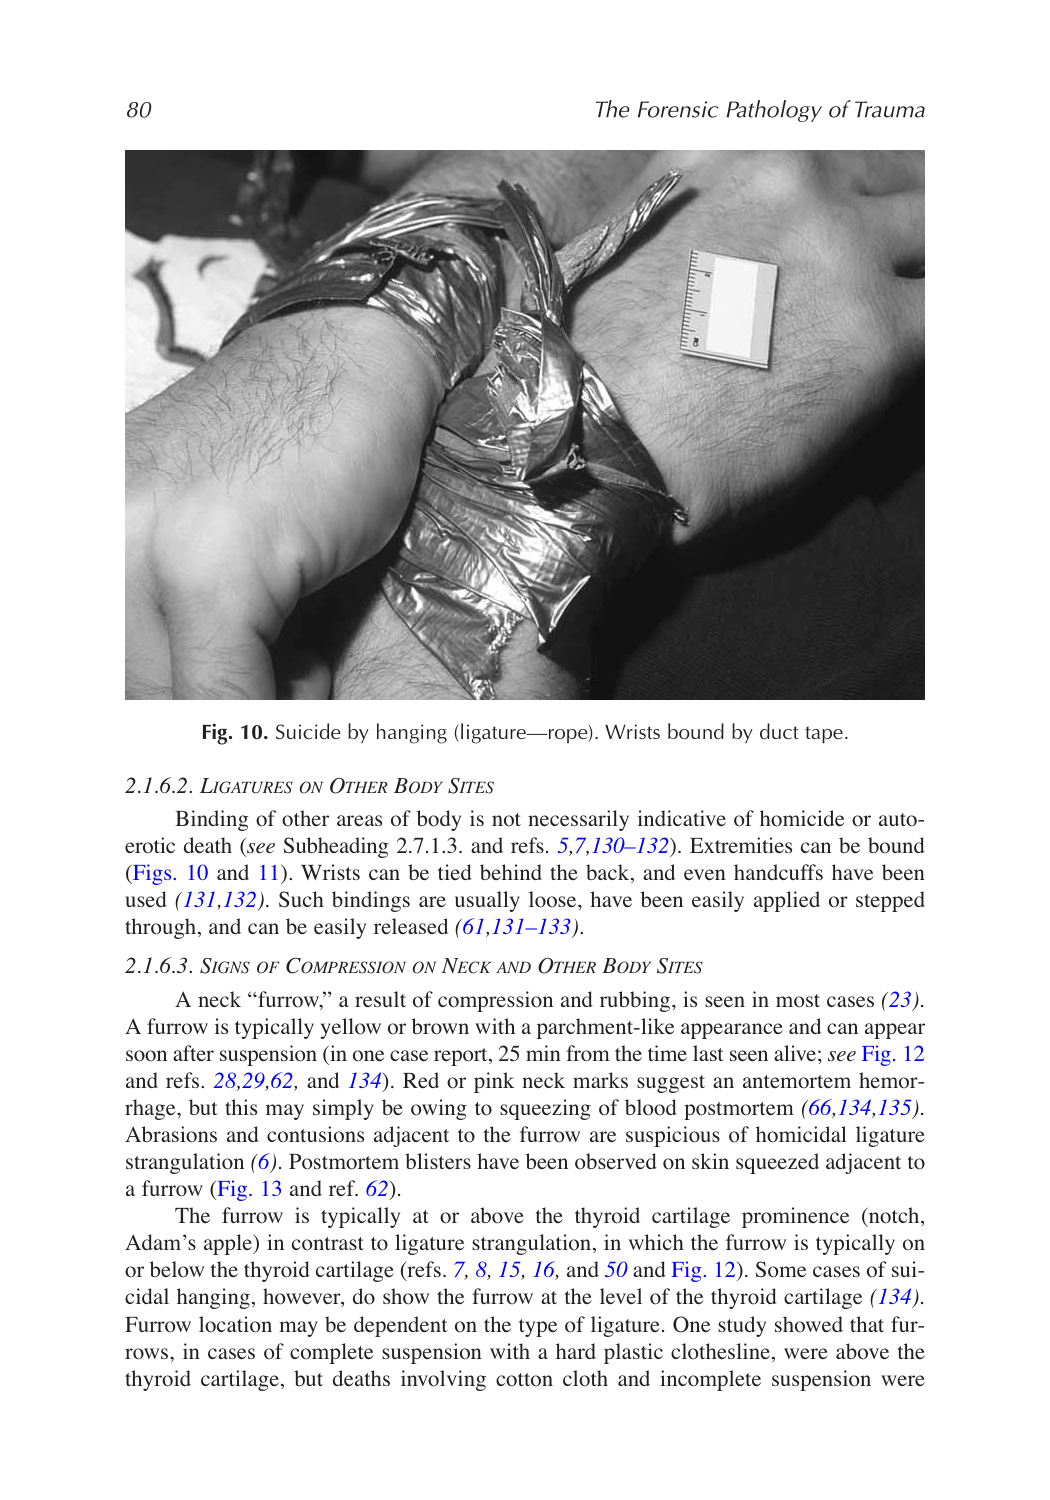 80
The Forensic Pathology of Trauma
CM
Fig. 10. Suicide by hanging (ligature—rope). Wrists bound by duct tape.
2.1.6.2. LIGATURES ON OTHER BODY SITES
Binding of other areas of body is not necessarily indicative of homicide or auto-
erotic death (see Subheading 2.7.1.3. and refs. 5,7,130–132). Extremities can be bound
(Figs. 10 and 11). Wrists can be tied behind the back, and even handcuffs have been
used (131,132). Such bindings are usually loose, have been easily applied or stepped
through, and can be easily released (61,131–133).
2.1.6.3. SIGNS OF COMPRESSION ON NECK AND OTHER BODY SITES
A neck “furrow,” a result of compression and rubbing, is seen in most cases (23).
A furrow is typically yellow or brown with a parchment-like appearance and can appear
soon after suspension (in one case report, 25 min from the time last seen alive; see Fig. 12
and refs. 28,29,62, and 134). Red or pink neck marks suggest an antemortem hemor-
rhage, but this may simply be owing to squeezing of blood postmortem (66,134,135).
Abrasions and contusions adjacent to the furrow are suspicious of homicidal ligature
strangulation (6). Postmortem blisters have been observed on skin squeezed adjacent to
a furrow (Fig. 13 and ref. 62).
The furrow is typically at or above the thyroid cartilage prominence (notch,
Adam’s apple) in contrast to ligature strangulation, in which the furrow is typically on
or below the thyroid cartilage (refs. 7, 8, 15, 16, and 50 and Fig. 12). Some cases of sui-
cidal hanging, however, do show the furrow at the level of the thyroid cartilage (134).
Furrow location may be dependent on the type of ligature. One study showed that fur-
rows, in cases of complete suspension with a hard plastic clothesline, were above the
thyroid cartilage, but deaths involving cotton cloth and incomplete suspension were